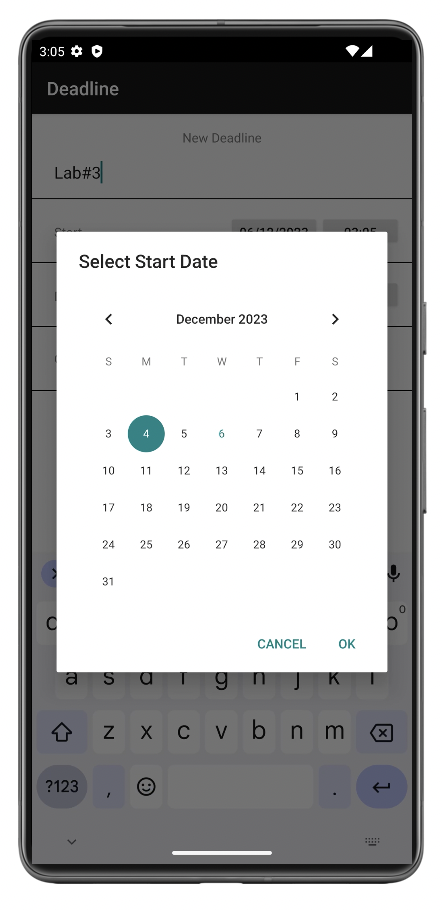 3:05
Deadline
New Deadline
Lab#3
Start 06/12/2023 03:05
Select Start Date
December 2023
S M T W T F S
1 2
3 4 5 6 7 8 9
10 11 12 13 14 15 16
17 18 19 20 21 22 23
24 25 26 27 28 29 30
31
CANCEL OK
0
a s d f g h j k l
z x c v b n m
?123 , .